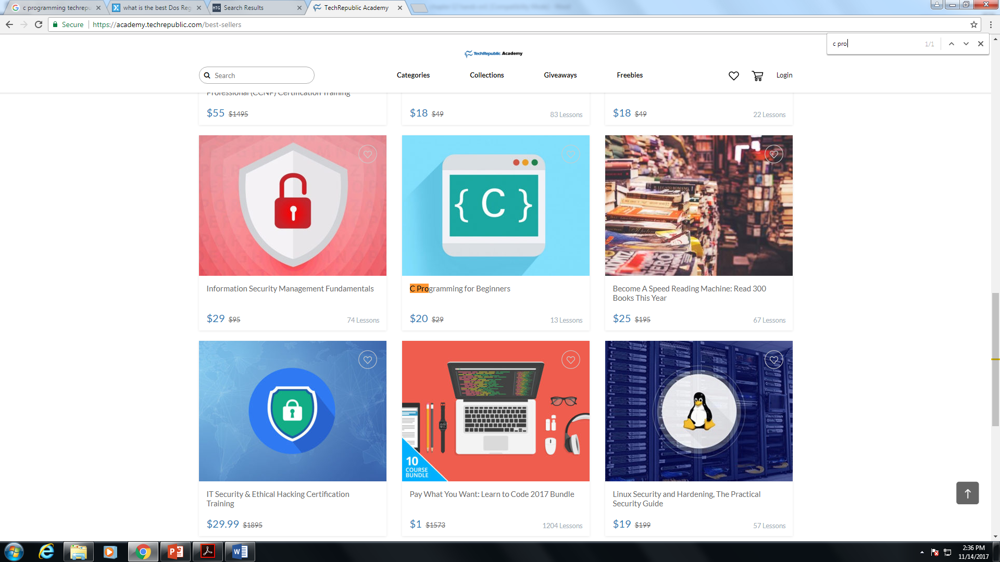 c programming techrepu
what is the best Dos Reg
HTG Search Results
TechRepublic Academy
Secure https://academy.techrepublic.com/best-sellers
c pro 1/1
TechRepublic. Academy
Search
Categories
Collections
Giveaways
Freebies
Login
Professional (CCNP) Certification Training
$55 $1495
$18 $49 83 Lessons
$18 $49 22 Lessons
{ C }
Information Security Management Fundamentals
$29 $95 74 Lessons
C Programming for Beginners
$20 $29 13 Lessons
Become A Speed Reading Machine: Read 300
Books This Year
$25 $195 67 Lessons
10
COURSE
BUNDLE
IT Security & Ethical Hacking Certification
Training
$29.99 $1895
Pay What You Want: Learn to Code 2017 Bundle
$1 $1573 1204 Lessons
Linux Security and Hardening, The Practical
Security Guide
$19 $199 57 Lessons
2:36 PM
11/14/2017